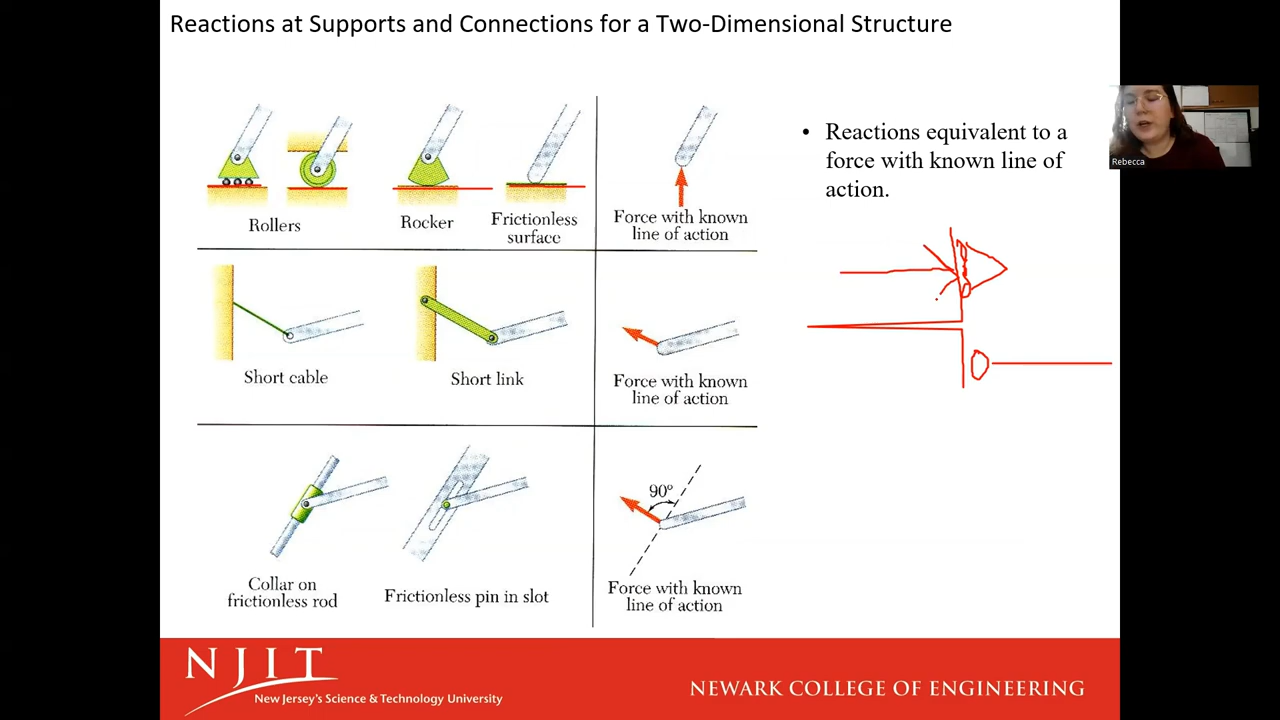 Reactions at Supports and Connections for a Two-Dimensional Structure
Rollers
Rocker
Frictionless
surface
Force with known
line of action
• Reactions equivalent to a
force with known line of
action.
Rebecca
Short cable
Short link
Force with known
line of action
90°
Collar on
frictionless rod
Frictionless pin in slot
Force with known
line of action
NJIT
New Jersey's Science & Technology University
NEWARK COLLEGE OF ENGINEERING